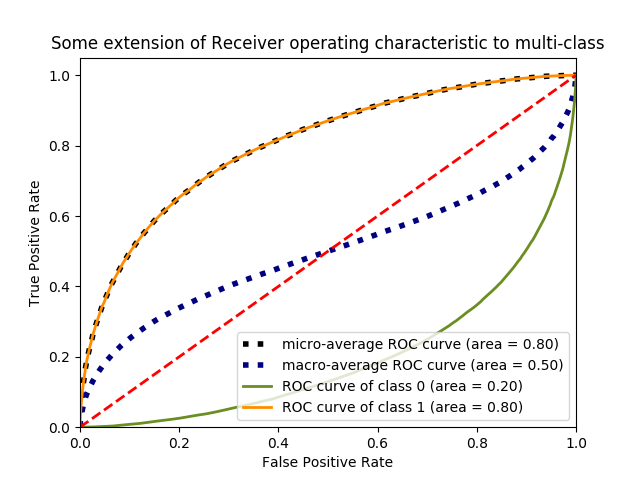 Some extension of Receiver operating characteristic to multi-class
1.0
0.8
0.6
0.4
0.2
0.0
True Positive Rate
micro-average ROC curve (area = 0.80)
macro-average ROC curve (area = 0.50)
ROC curve of class 0 (area = 0.20)
ROC curve of class 1 (area = 0.80)
0.0 0.2 0.4 0.6 0.8 1.0
False Positive Rate